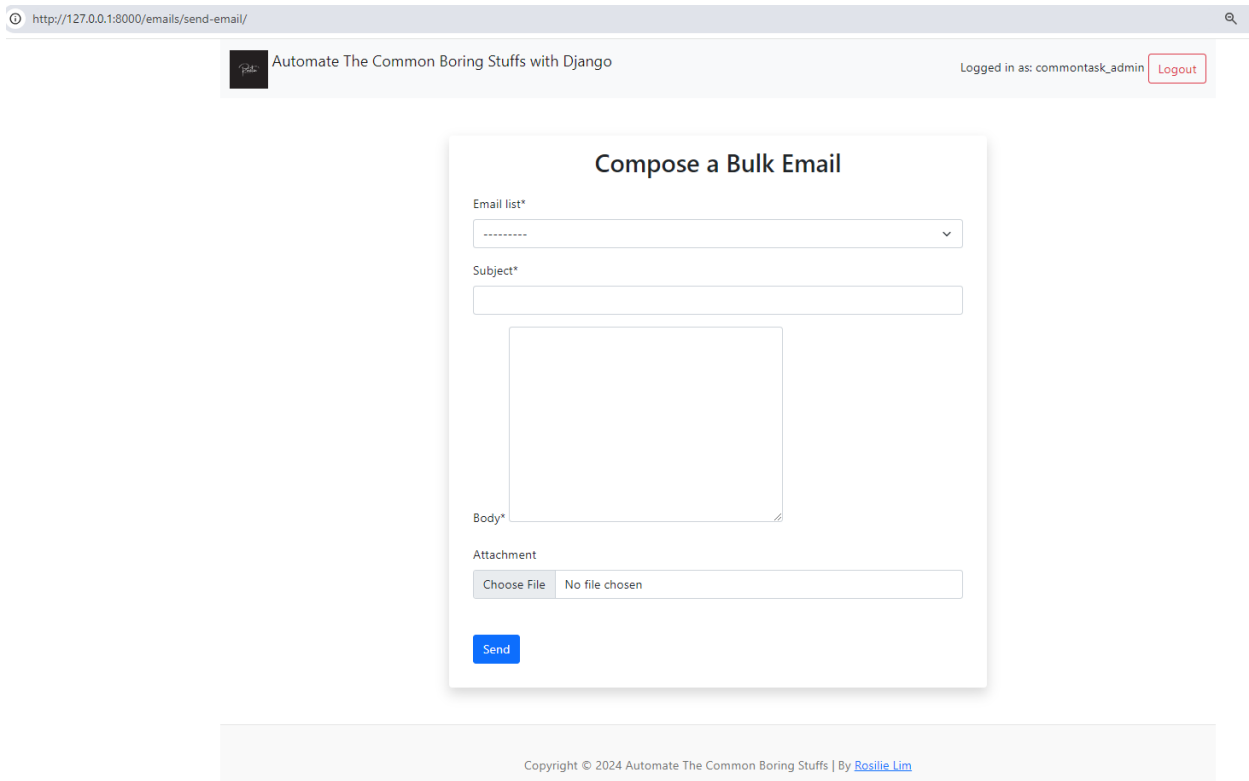 http://127.0.0.1:8000/emails/send-email/
Automate The Common Boring Stuffs with Django
Logged in as: commontask_admin Logout
Compose a Bulk Email
Email list*
---------
Subject*
Body*
Attachment
Choose File No file chosen
Send
Copyright © 2024 Automate The Common Boring Stuffs | By Rosilie Lim